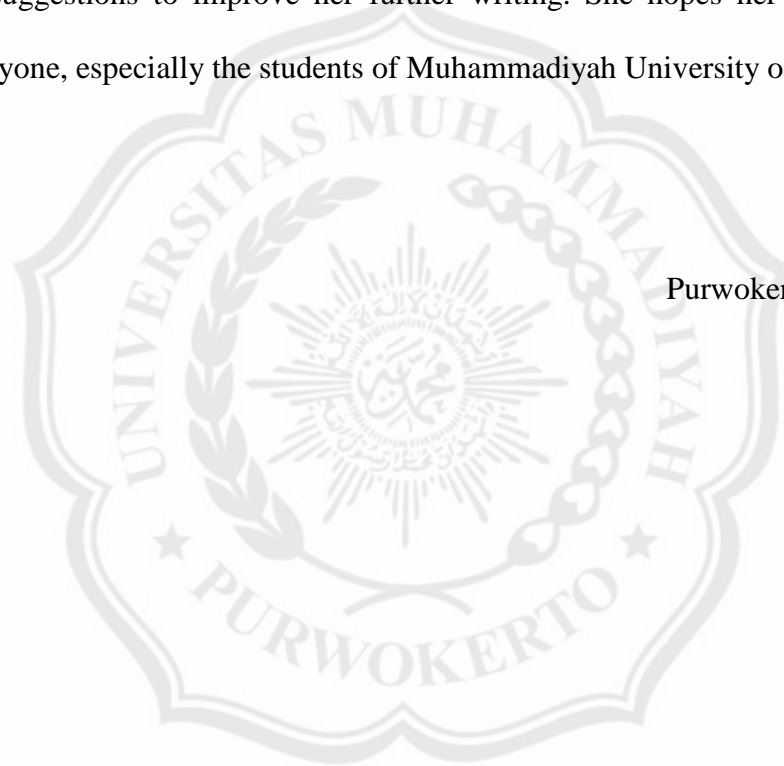 suggestions to improve her further writing. She hopes her
yone, especially the students of Muhammadiyah University o
UNIVERSITAS MUHAMMADIYAH
Purwoker
PURWOKERTO